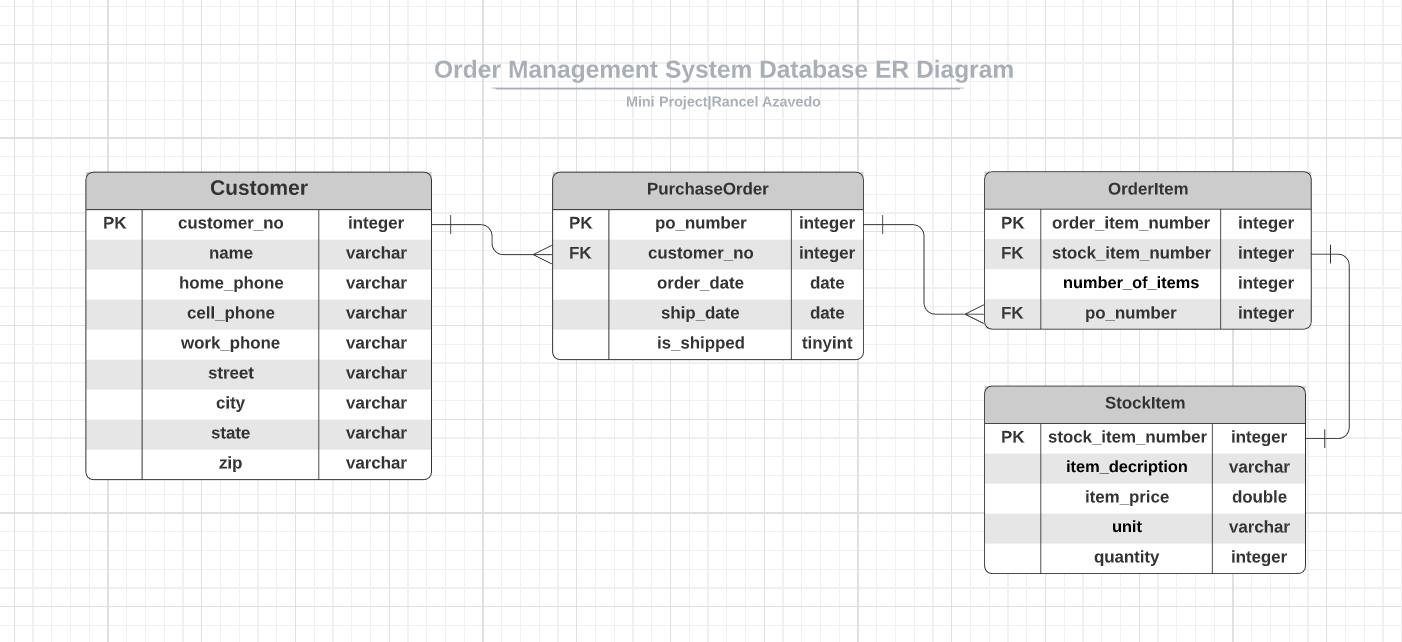 Order Management System Database ER Diagram
Mini Project|Rancel Azavedo
Customer
PK customer_no integer
name varchar
home_phone varchar
cell_phone varchar
work_phone varchar
street varchar
city varchar
state varchar
zip varchar
PurchaseOrder
PK po_number integer
FK customer_no integer
order_date date
ship_date date
is_shipped tinyint
OrderItem
PK order_item_number integer
FK stock_item_number integer
number_of_items integer
FK po_number integer
StockItem
PK stock_item_number integer
item_decription varchar
item_price double
unit varchar
quantity integer